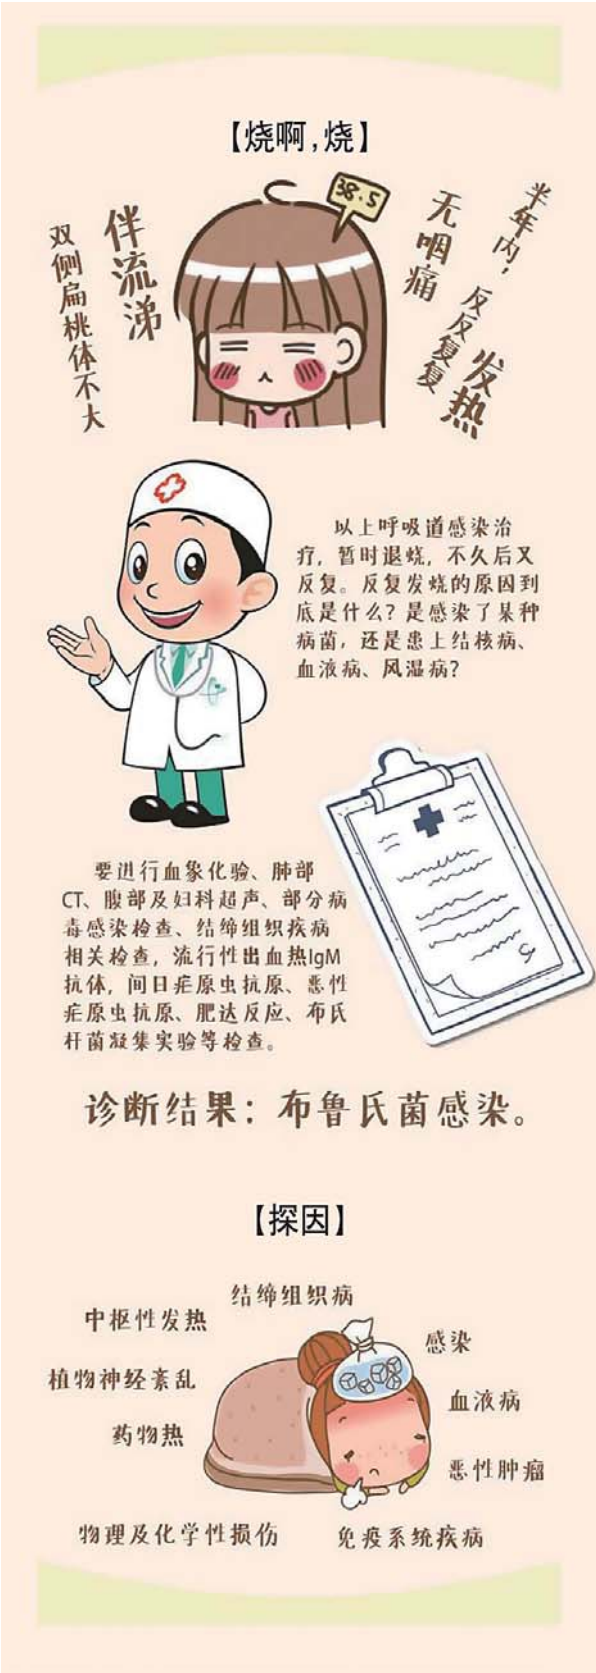 【烧啊,烧】
38.5
半年内，反反复复
发热
无咽痛
伴流涕
双侧扁桃体不大
以上呼吸道感染治
疗，暂时退烧，不久后又
反复。反复发烧的原因到
底是什么？是感染了某种
病菌，还是患上结核病、
血液病、风湿病？
要进行血象化验、肺部
CT、腹部及妇科超声、部分病
毒感染检查、结缔组织疾病
相关检查，流行性出血热IgM
抗体，间日疟原虫抗原、恶性
疟原虫抗原、肥达反应、布氏
杆菌凝集实验等检查。
诊断结果：布鲁氏菌感染。
【探因】
结缔组织病
中枢性发热
感染
植物神经紊乱
血液病
药物热
恶性肿瘤
物理及化学性损伤
免疫系统疾病